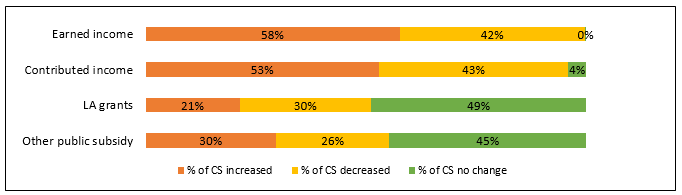 Earned income 58% 42% 0%
Contributed income 53% 43% 4%
LA grants 21% 30% 49%
Other public subsidy 30% 26% 45%
% of CS increased % of CS decreased % of CS no change